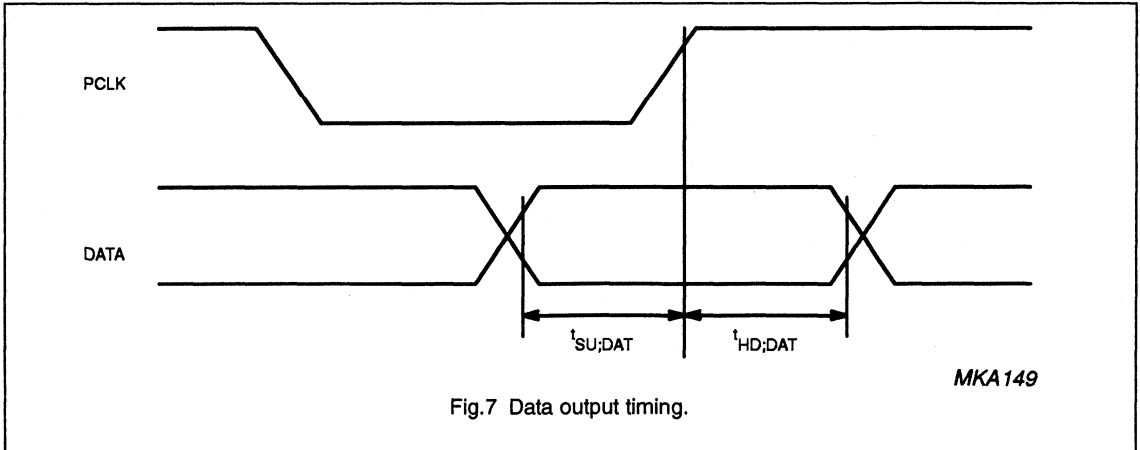 PCLK
DATA
tSU;DAT
tHD;DAT
MKA149
Fig.7 Data output timing.